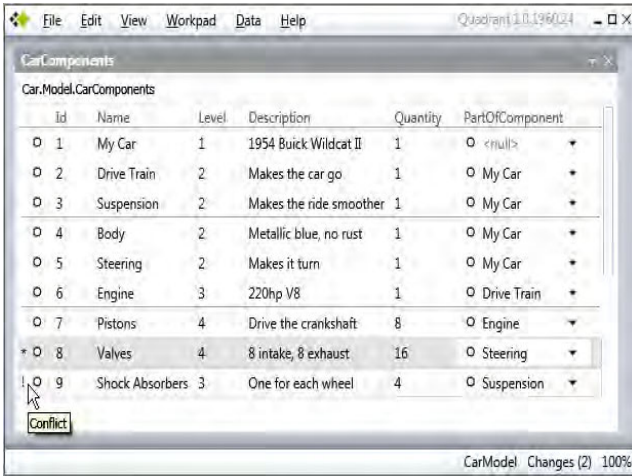 File Edit View Workpad Data Help Quadrant 1.0.1960.24
CarComponents
Car.Model.CarComponents
Id Name Level Description Quantity PartOfComponent
1 My Car 1 1954 Buick Wildcat II 1 <null>
2 Drive Train 2 Makes the car go 1 My Car
3 Suspension 2 Makes the ride smoother 1 My Car
4 Body 2 Metallic blue, no rust 1 My Car
5 Steering 2 Makes it turn 1 My Car
6 Engine 3 220hp V8 1 Drive Train
7 Pistons 4 Drive the crankshaft 8 Engine
* 8 Valves 4 8 intake, 8 exhaust 16 Steering
! 9 Shock Absorbers 3 One for each wheel 4 Suspension
Conflict
CarModel Changes (2) 100%